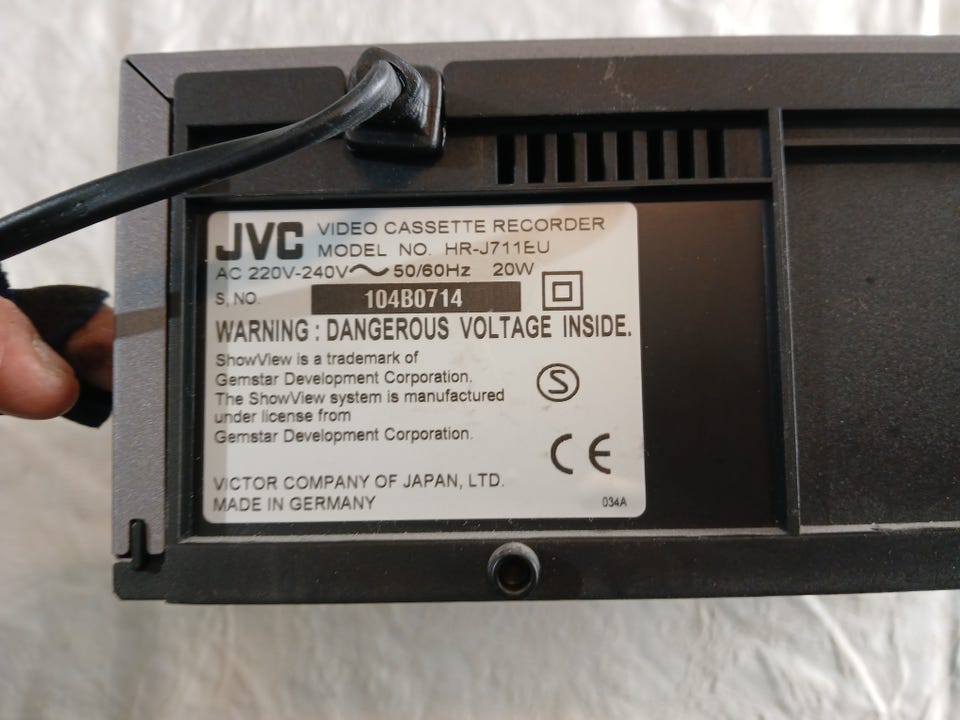 JVC VIDEO CASSETTE RECORDER
MODEL NO. HR-J711EU
AC 220V-240V～ 50/60Hz 20W
S, NO. 104B0714
WARNING : DANGEROUS VOLTAGE INSIDE.
ShowView is a trademark of
Gemstar Development Corporation.
The ShowView system is manufactured
under license from
Gemstar Development Corporation.
S
CE
VICTOR COMPANY OF JAPAN, LTD.
MADE IN GERMANY
034A